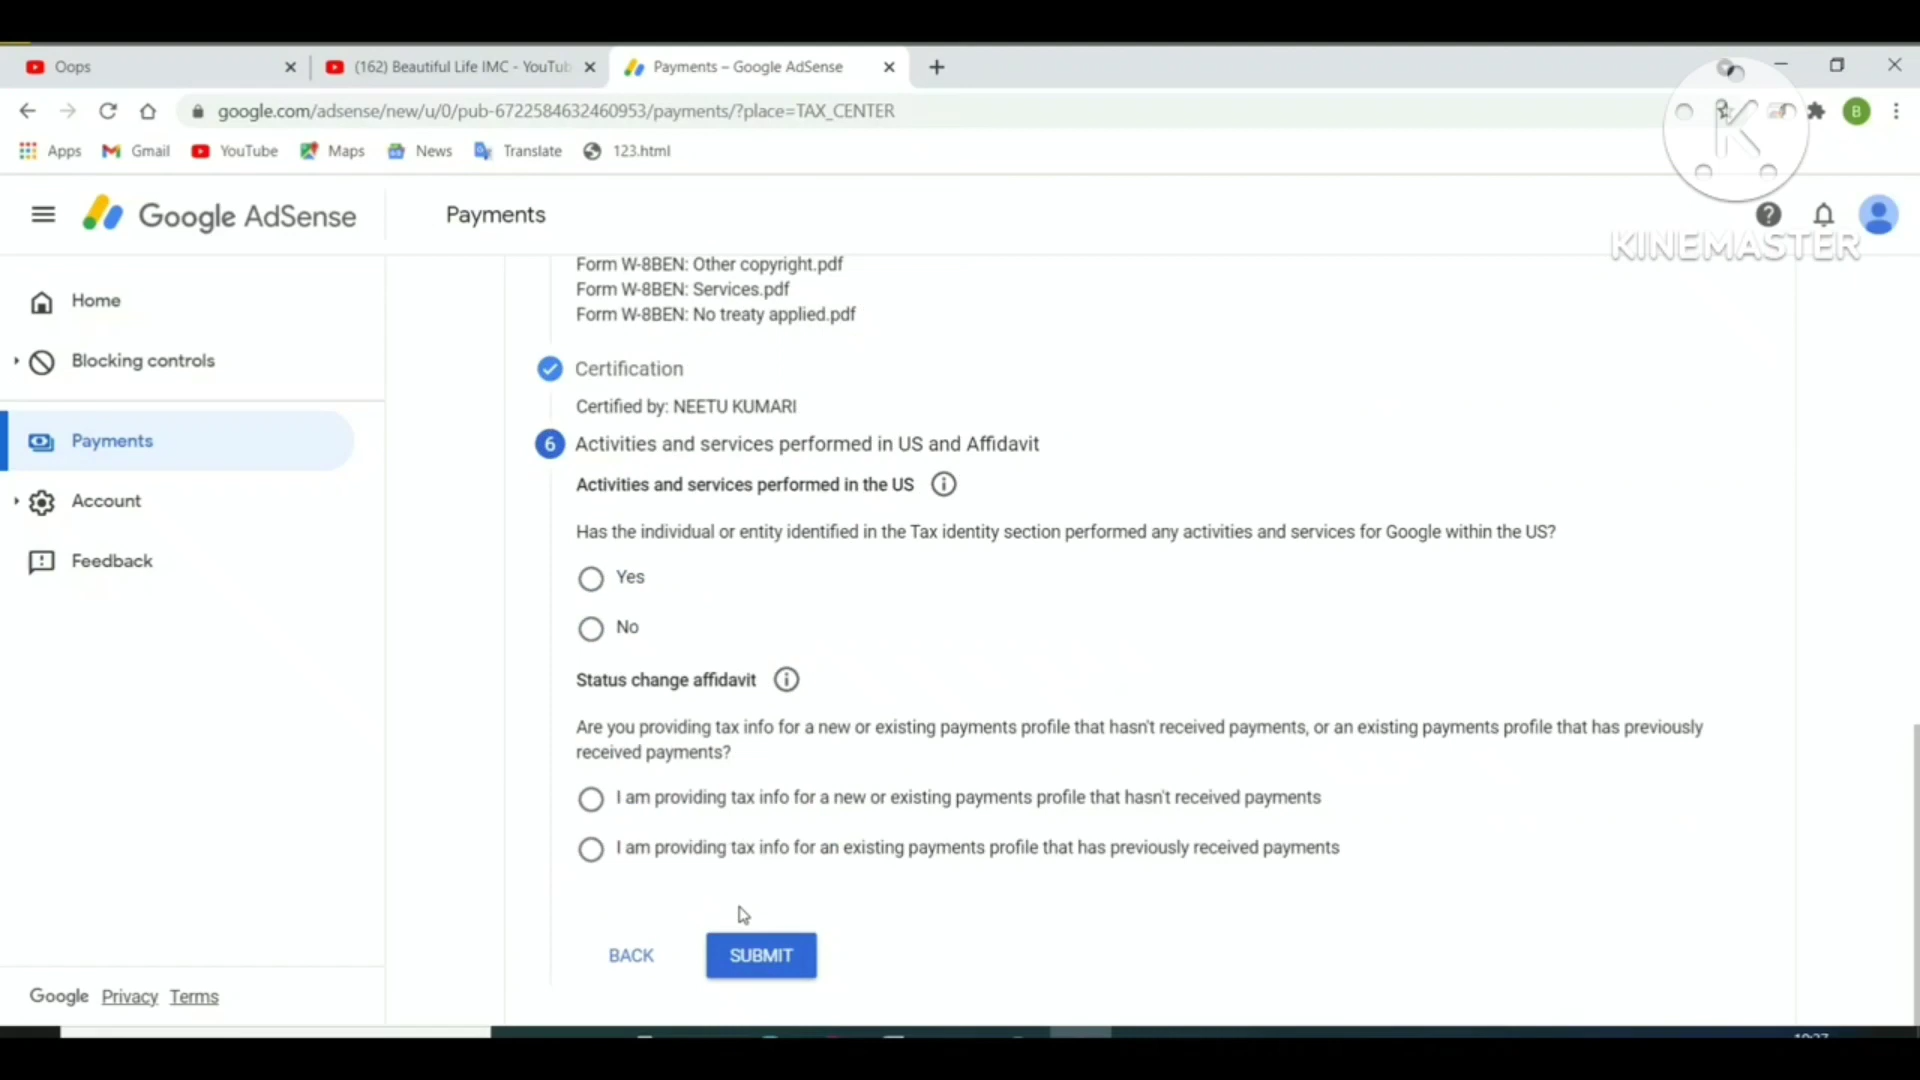 Oops
(162) Beautiful Life IMC - YouTub
Payments – Google AdSense
google.com/adsense/new/u/0/pub-6722584632460953/payments/?place=TAX_CENTER
B
Apps
Gmail
YouTube
Maps
News
Translate
123.html
K
KINEMASTER
Google AdSense
Payments
Home
Blocking controls
Payments
Account
Feedback
Form W-8BEN: Other copyright.pdf
Form W-8BEN: Services.pdf
Form W-8BEN: No treaty applied.pdf
Certification
Certified by: NEETU KUMARI
6 Activities and services performed in US and Affidavit
Activities and services performed in the US
Has the individual or entity identified in the Tax identity section performed any activities and services for Google within the US?
Yes
No
Status change affidavit
Are you providing tax info for a new or existing payments profile that hasn't received payments, or an existing payments profile that has previously
received payments?
I am providing tax info for a new or existing payments profile that hasn't received payments
I am providing tax info for an existing payments profile that has previously received payments
BACK
SUBMIT
Google Privacy Terms